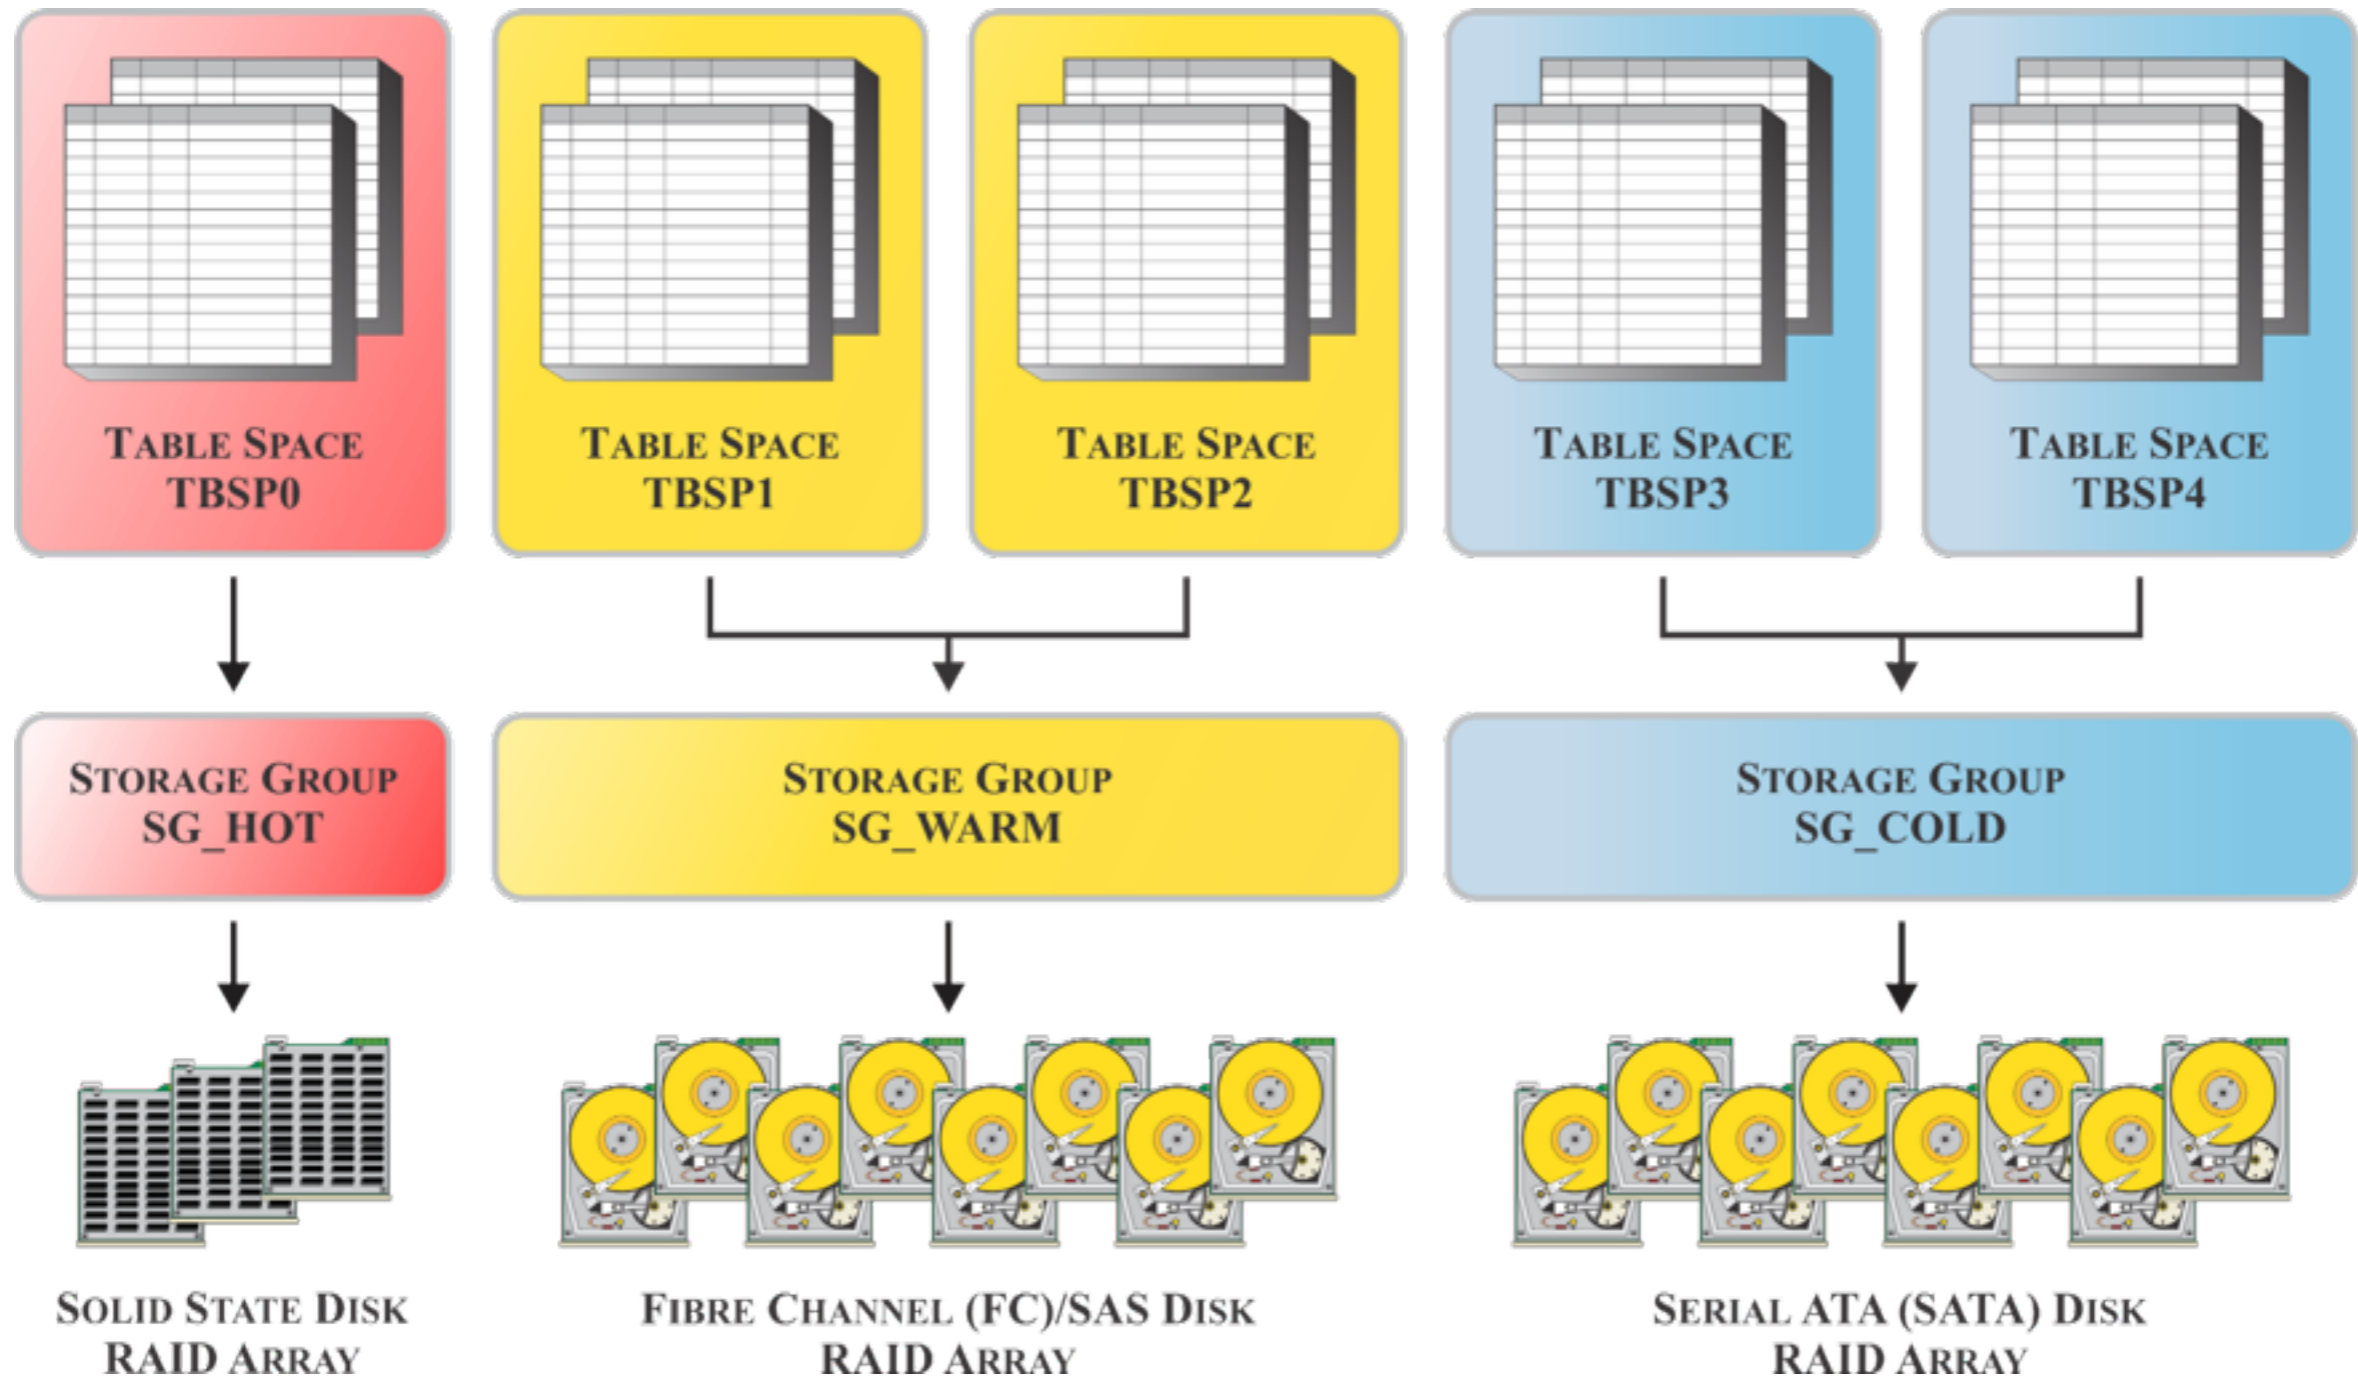 TABLE SPACE
TBSP0
TABLE SPACE
TBSP1
TABLE SPACE
TBSP2
TABLE SPACE
TBSP3
TABLE SPACE
TBSP4
STORAGE GROUP
SG_HOT
STORAGE GROUP
SG_WARM
STORAGE GROUP
SG_COLD
SOLID STATE DISK
RAID ARRAY
FIBRE CHANNEL (FC)/SAS DISK
RAID ARRAY
SERIAL ATA (SATA) DISK
RAID ARRAY